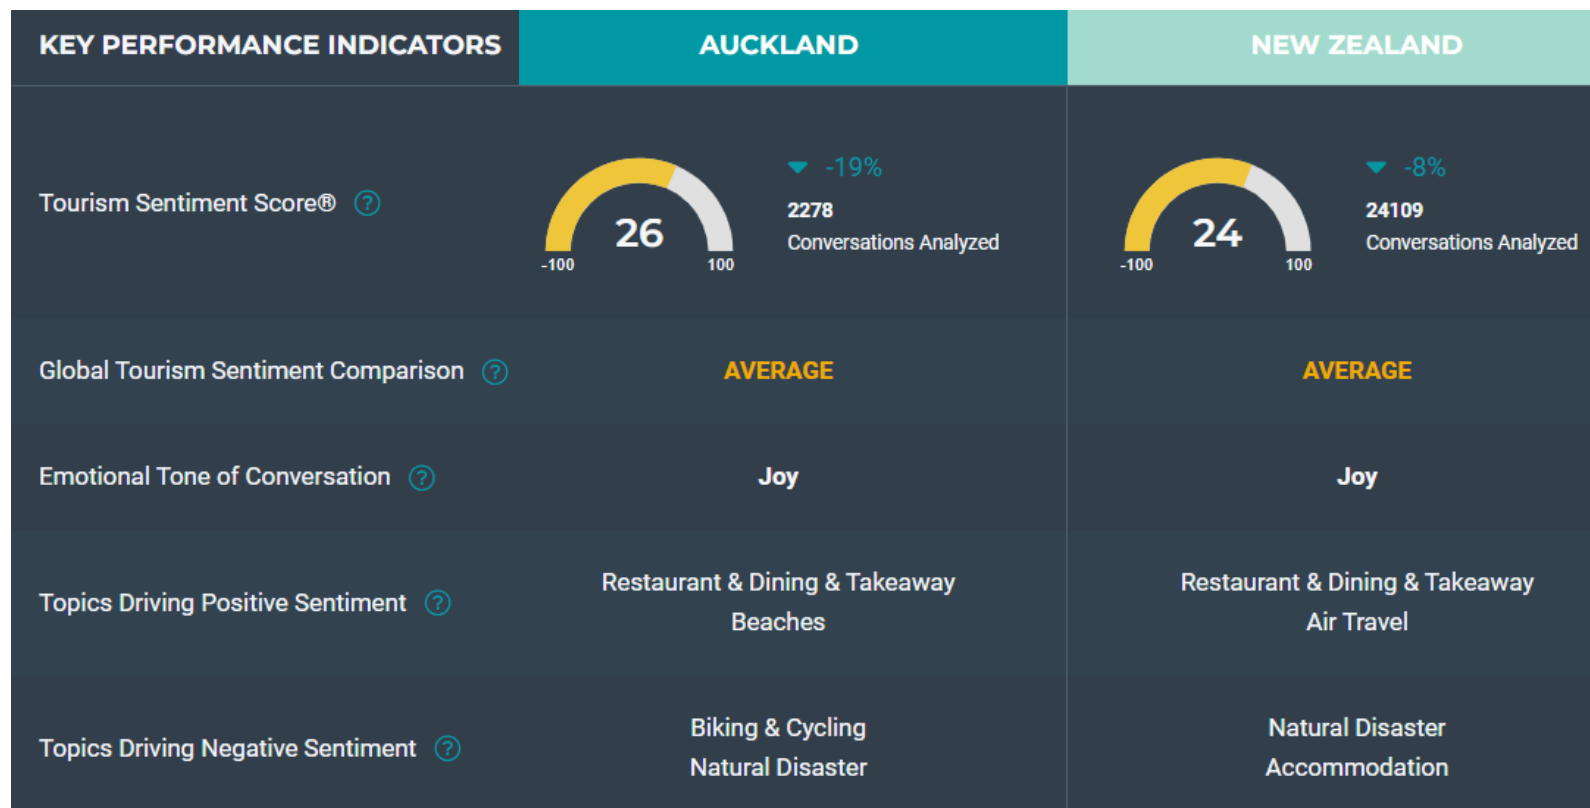 KEY PERFORMANCE INDICATORS
AUCKLAND
NEW ZEALAND
Tourism Sentiment Score® ?
26
-100
100
-19%
2278
Conversations Analyzed
24
-100
100
-8%
24109
Conversations Analyzed
Global Tourism Sentiment Comparison ?
AVERAGE
AVERAGE
Emotional Tone of Conversation ?
Joy
Joy
Topics Driving Positive Sentiment ?
Restaurant & Dining & Takeaway
Beaches
Restaurant & Dining & Takeaway
Air Travel
Topics Driving Negative Sentiment ?
Biking & Cycling
Natural Disaster
Natural Disaster
Accommodation